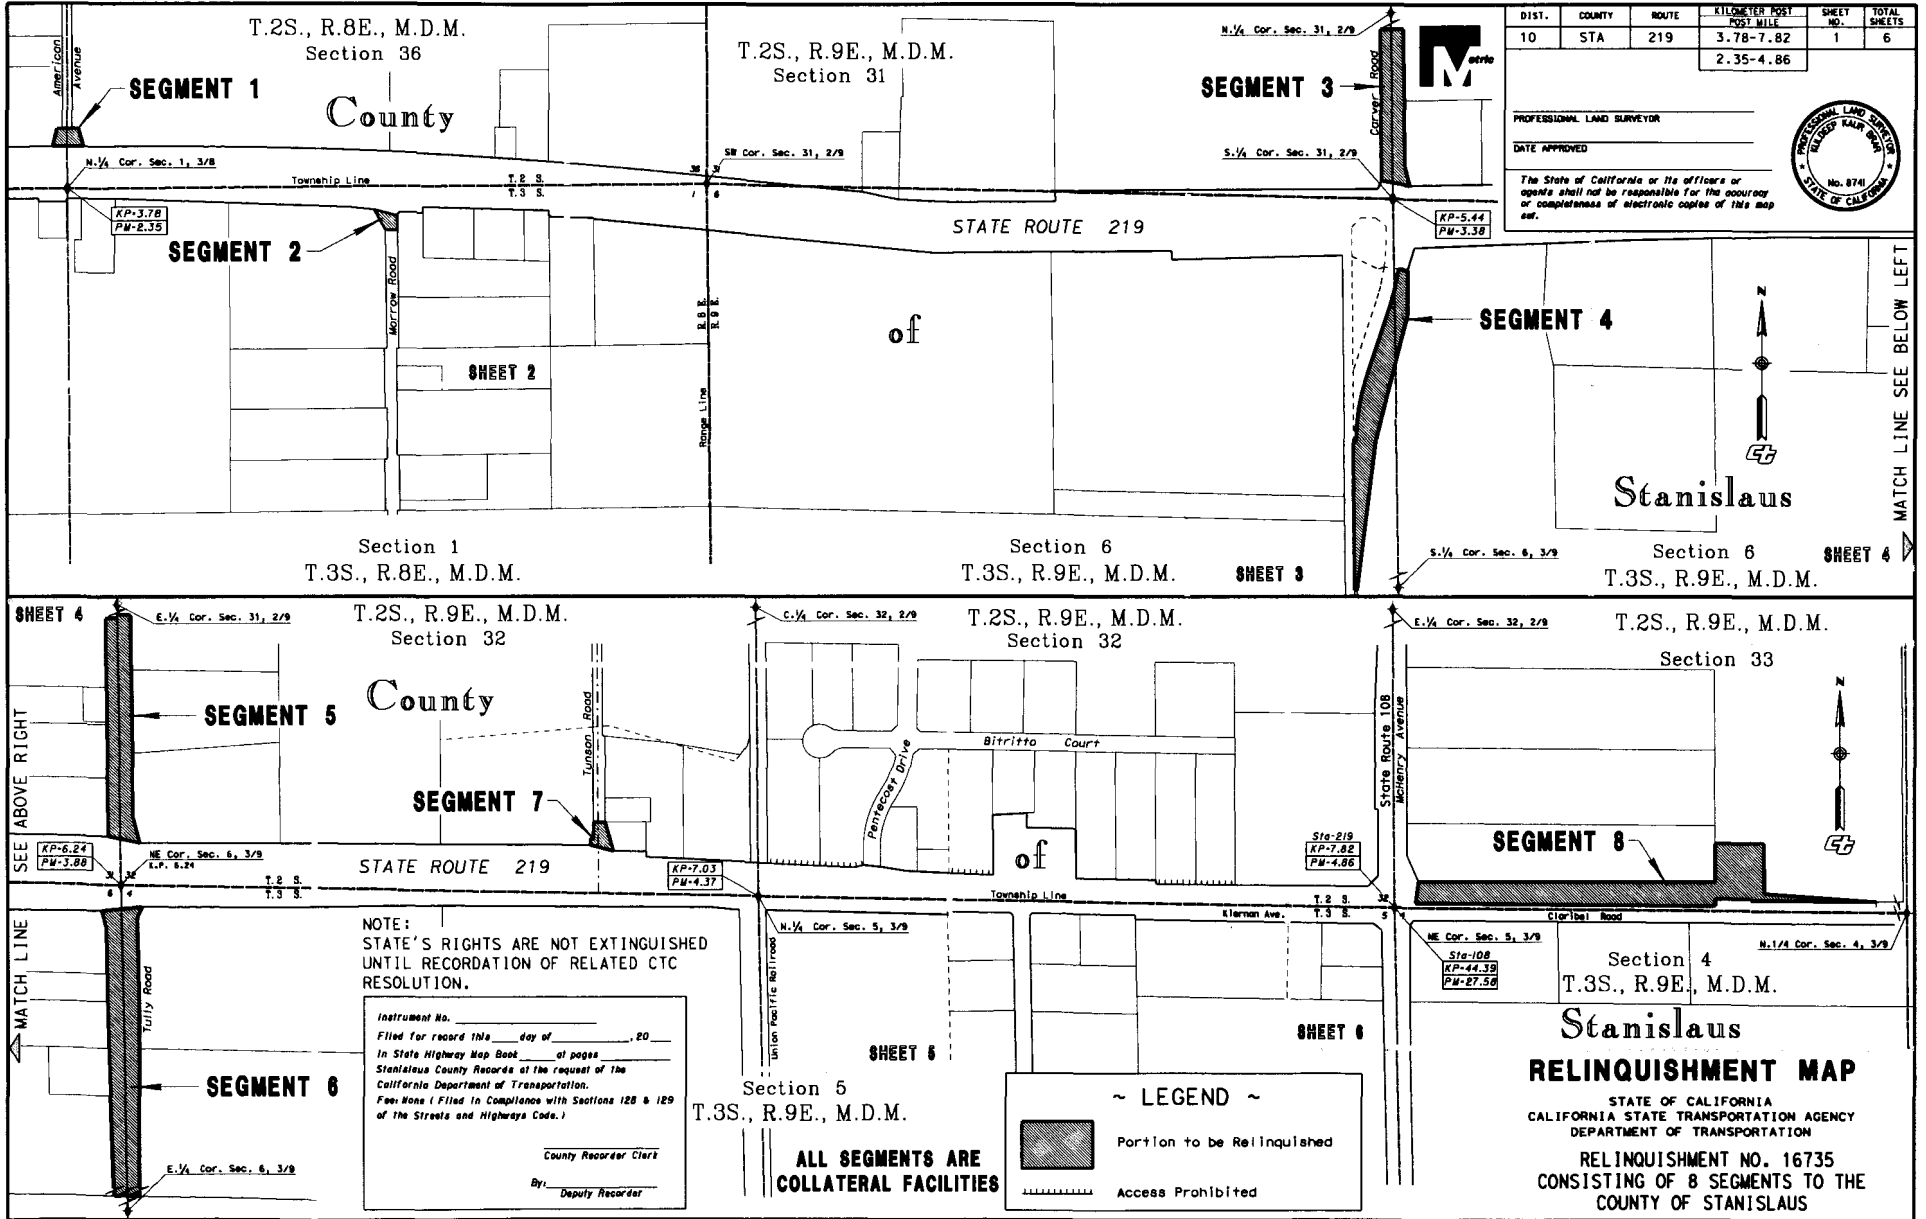 T.2S., R.8E., M.D.M.
Section 36
American
Avenue
SEGMENT 1
County
N.¼ Cor. Sec. 1, 3/8
KP-3.78
PM-2.35
Township Line
T.2 S.
T.3 S.
SEGMENT 2
Morrow Road
SHEET 2
Section 1
T.3S., R.8E., M.D.M.
T.2S., R.9E., M.D.M.
Section 31
SW Cor. Sec. 31, 2/9
36 31
1 6
R.8 E.
R.9 E.
Range Line
STATE ROUTE 219
of
Section 6
T.3S., R.9E., M.D.M.
SHEET 3
N.¼ Cor. Sec. 31, 2/9
SEGMENT 3
Carver Road
S.¼ Cor. Sec. 31, 2/9
KP-5.44
PM-3.38
SEGMENT 4
S.¼ Cor. Sec. 6, 3/9
Metric
DIST. COUNTY ROUTE KILOMETER POST POST MILE SHEET NO. TOTAL SHEETS
10 STA 219 3.78-7.82 1 6
2.35-4.86
PROFESSIONAL LAND SURVEYOR
DATE APPROVED
The State of California or its officers or
agents shall not be responsible for the accuracy
or completeness of electronic copies of this map
set.
PROFESSIONAL LAND SURVEYOR
KULDEEP KAUR BRAR
No. 8741
STATE OF CALIFORNIA
N
ct
Stanislaus
Section 6
T.3S., R.9E., M.D.M.
SHEET 4
MATCH LINE SEE BELOW LEFT
SHEET 4
E.¼ Cor. Sec. 31, 2/9
T.2S., R.9E., M.D.M.
Section 32
County
SEGMENT 5
SEE ABOVE RIGHT
MATCH LINE
KP-6.24
PM-3.88
NE Cor. Sec. 6, 3/9
K.P. 6.24
31 32
T.2 S.
T.3 S.
STATE ROUTE 219
Tunson Road
SEGMENT 7
Tully Road
SEGMENT 6
E.¼ Cor. Sec. 6, 3/9
NOTE:
STATE'S RIGHTS ARE NOT EXTINGUISHED
UNTIL RECORDATION OF RELATED CTC
RESOLUTION.
Instrument No.
Filed for record this day of , 20
in State Highway Map Book at pages
Stanislaus County Records at the request of the
California Department of Transportation.
Fee: None ( Filed in Compliance with Sections 128 & 129
of the Streets and Highways Code. )
County Recorder Clerk
By:
Deputy Recorder
C.¼ Cor. Sec. 32, 2/9
T.2S., R.9E., M.D.M.
Section 32
Bitritto Court
Pentecost Drive
KP-7.03
PM-4.37
N.¼ Cor. Sec. 5, 3/9
Union Pacific Railroad
of
Township Line
Kiernan Ave.
T.2 S.
T.3 S.
Sta-219
KP-7.82
PM-4.86
SHEET 5
SHEET 6
Section 5
T.3S., R.9E., M.D.M.
ALL SEGMENTS ARE
COLLATERAL FACILITIES
~ LEGEND ~
Portion to be Relinquished
Access Prohibited
E.¼ Cor. Sec. 32, 2/9
State Route 108
McHenry Avenue
T.2S., R.9E., M.D.M.
Section 33
N
ct
SEGMENT 8
Claribel Road
NE Cor. Sec. 5, 3/9
Sta-108
KP-44.39
PM-27.58
N.1/4 Cor. Sec. 4, 3/9
Section 4
T.3S., R.9E., M.D.M.
Stanislaus
RELINQUISHMENT MAP
STATE OF CALIFORNIA
CALIFORNIA STATE TRANSPORTATION AGENCY
DEPARTMENT OF TRANSPORTATION
RELINQUISHMENT NO. 16735
CONSISTING OF 8 SEGMENTS TO THE
COUNTY OF STANISLAUS